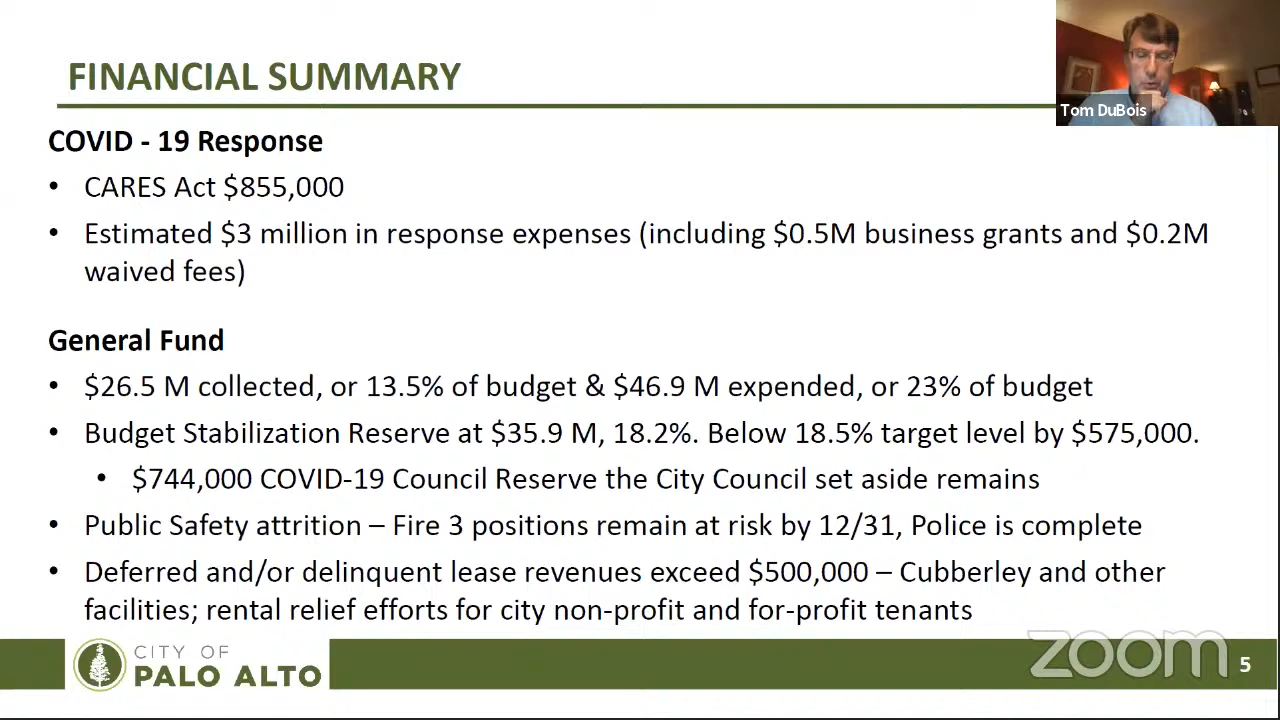 FINANCIAL SUMMARY
Tom DuBois
COVID - 19 Response
• CARES Act $855,000
• Estimated $3 million in response expenses (including $0.5M business grants and $0.2M
waived fees)
General Fund
• $26.5 M collected, or 13.5% of budget & $46.9 M expended, or 23% of budget
• Budget Stabilization Reserve at $35.9 M, 18.2%. Below 18.5% target level by $575,000.
• $744,000 COVID-19 Council Reserve the City Council set aside remains
• Public Safety attrition – Fire 3 positions remain at risk by 12/31, Police is complete
• Deferred and/or delinquent lease revenues exceed $500,000 – Cubberley and other
facilities; rental relief efforts for city non-profit and for-profit tenants
CITY OF
PALO ALTO
zoom
5